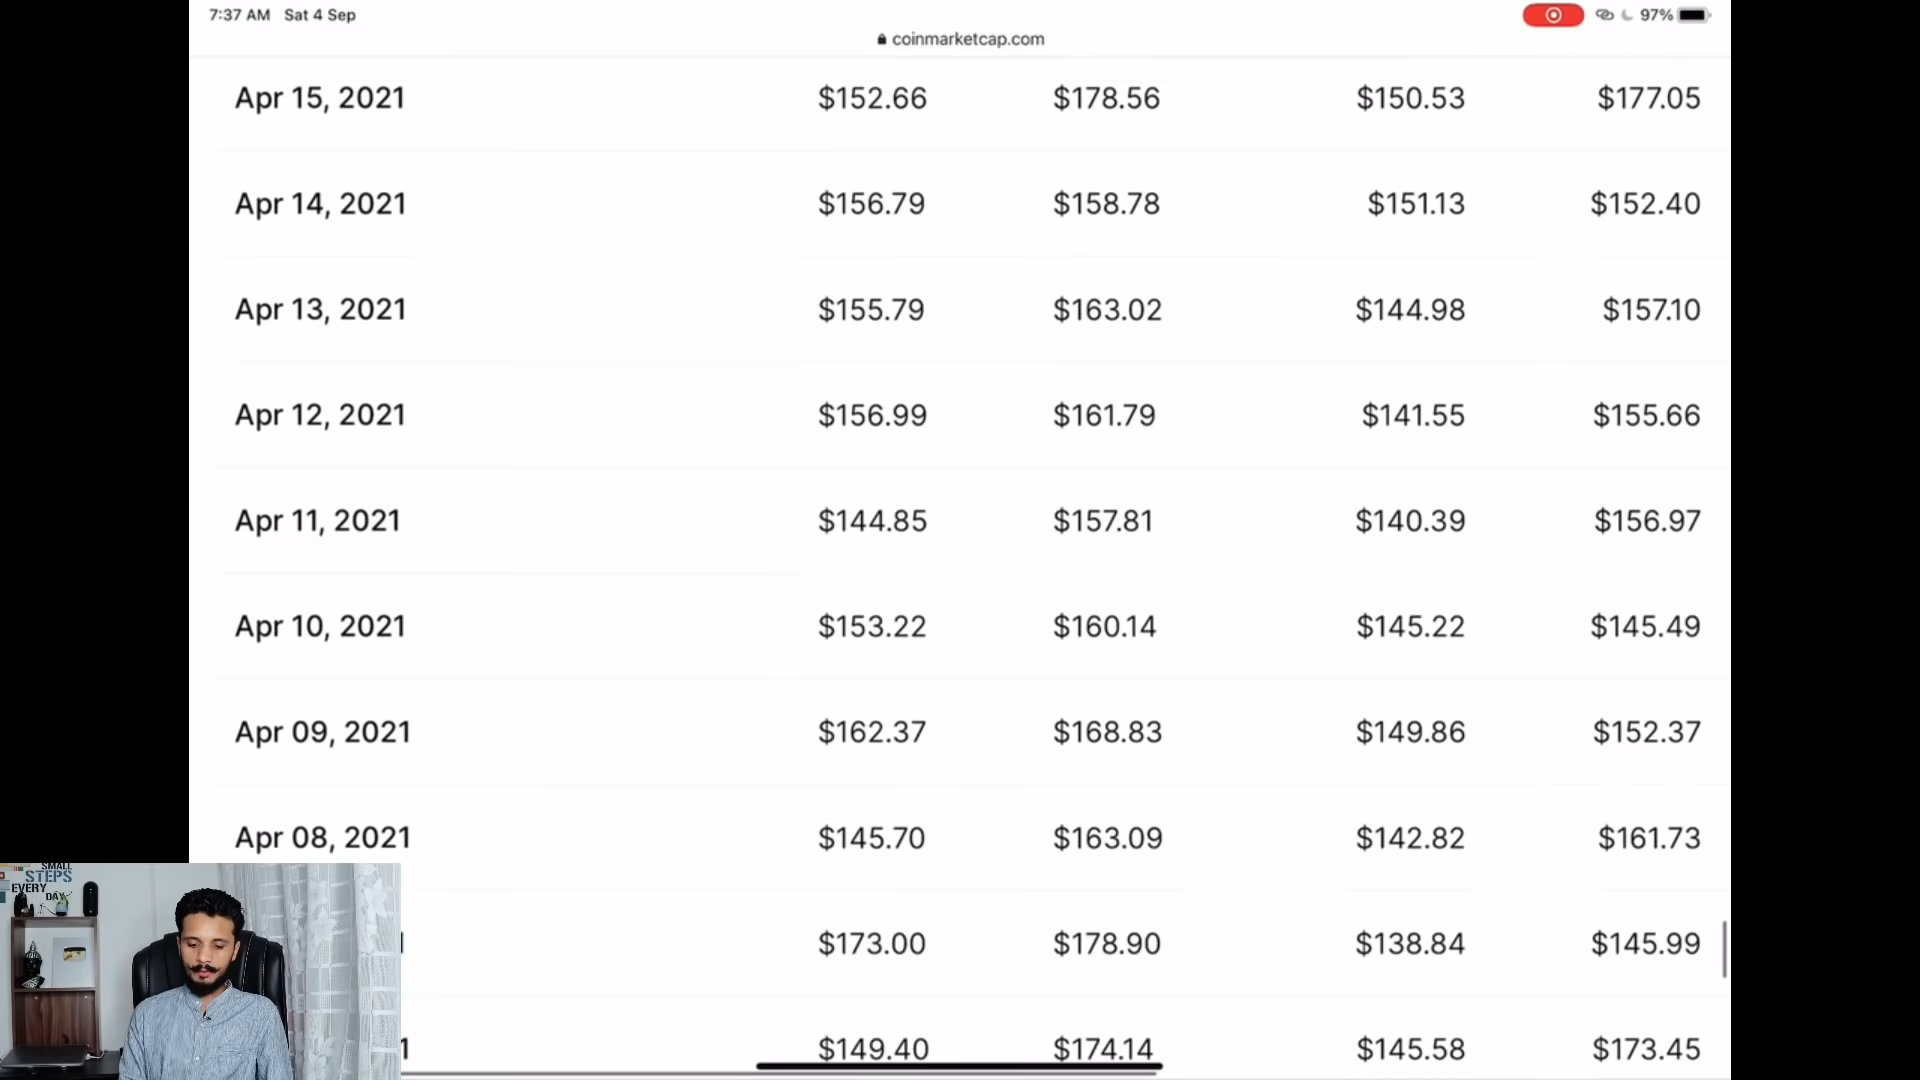 7:37 AM Sat 4 Sep 97%
coinmarketcap.com
Apr 15, 2021 $152.66 $178.56 $150.53 $177.05
Apr 14, 2021 $156.79 $158.78 $151.13 $152.40
Apr 13, 2021 $155.79 $163.02 $144.98 $157.10
Apr 12, 2021 $156.99 $161.79 $141.55 $155.66
Apr 11, 2021 $144.85 $157.81 $140.39 $156.97
Apr 10, 2021 $153.22 $160.14 $145.22 $145.49
Apr 09, 2021 $162.37 $168.83 $149.86 $152.37
Apr 08, 2021 $145.70 $163.09 $142.82 $161.73
$173.00 $178.90 $138.84 $145.99
1 $149.40 $174.14 $145.58 $173.45
SMALL
STEPS
EVERY
DAY